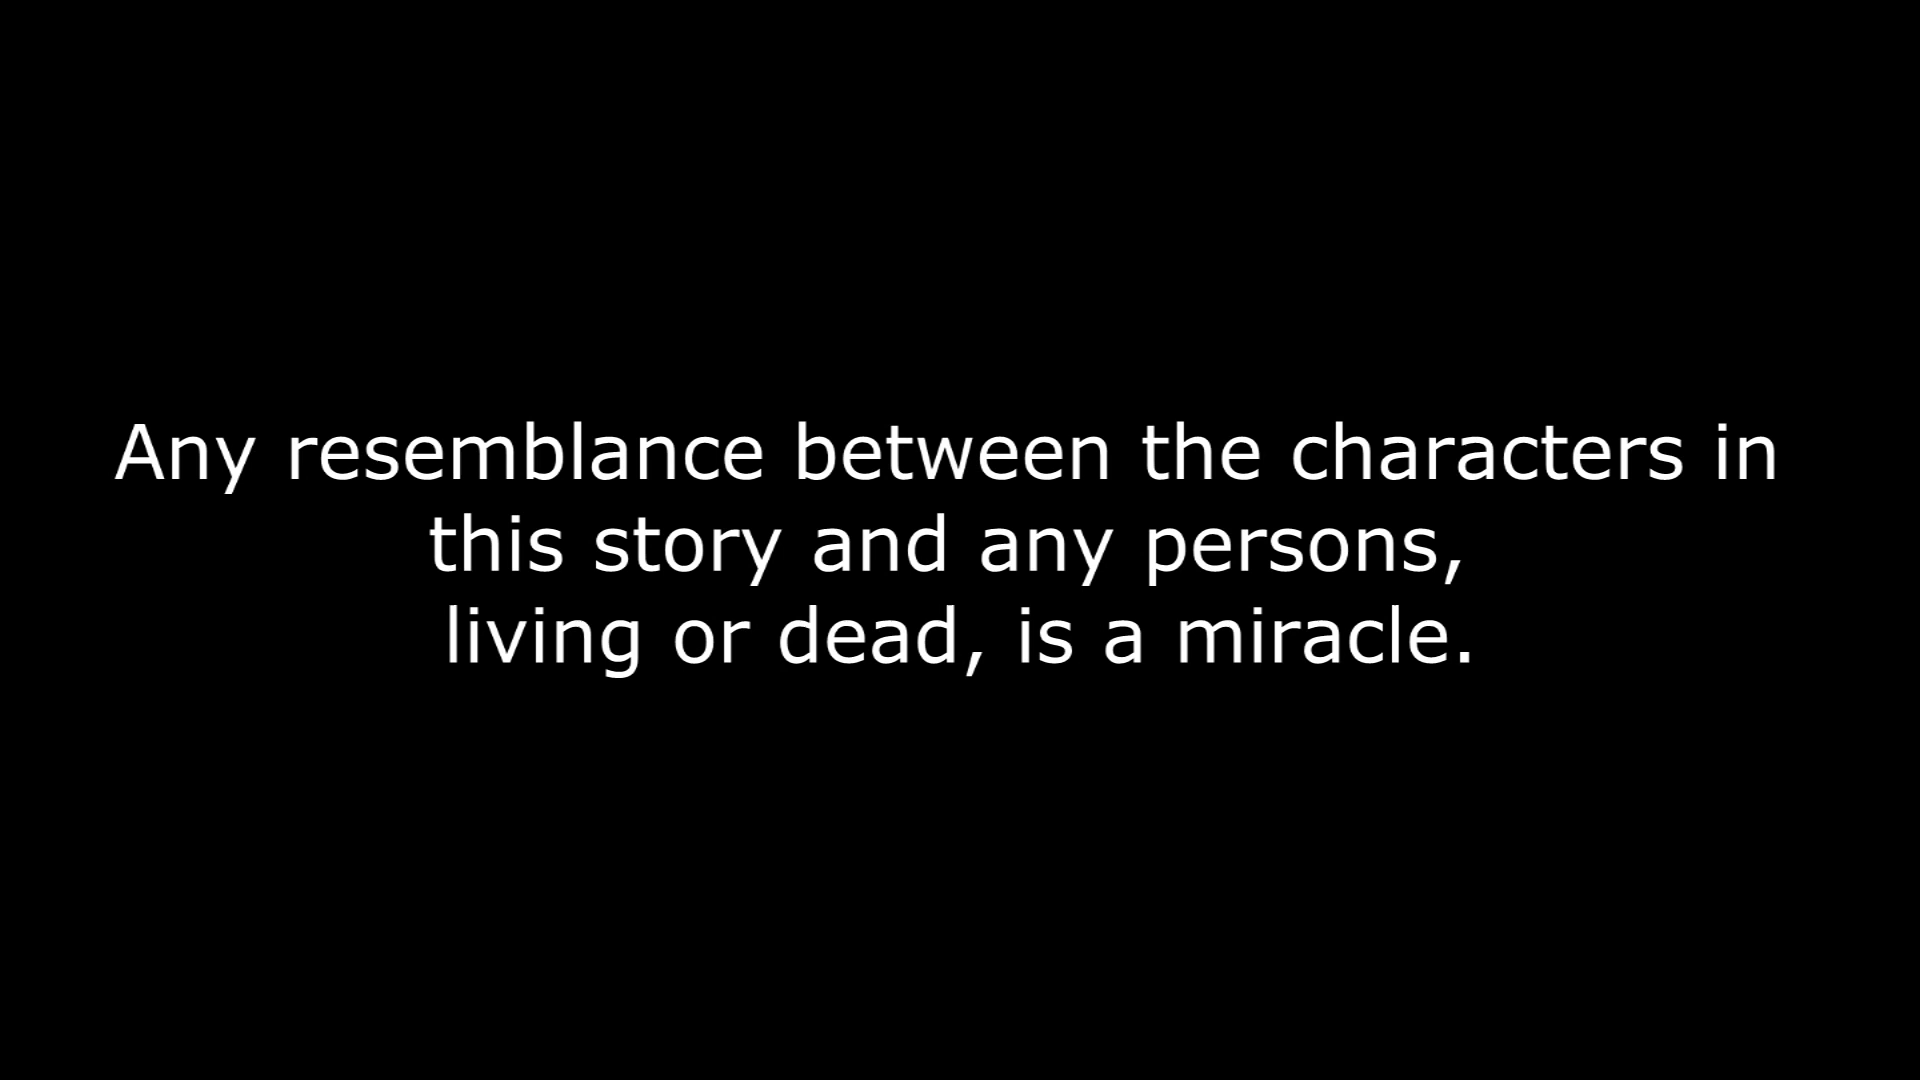 Any resemblance between the characters in
this story and any persons,
living or dead, is a miracle.